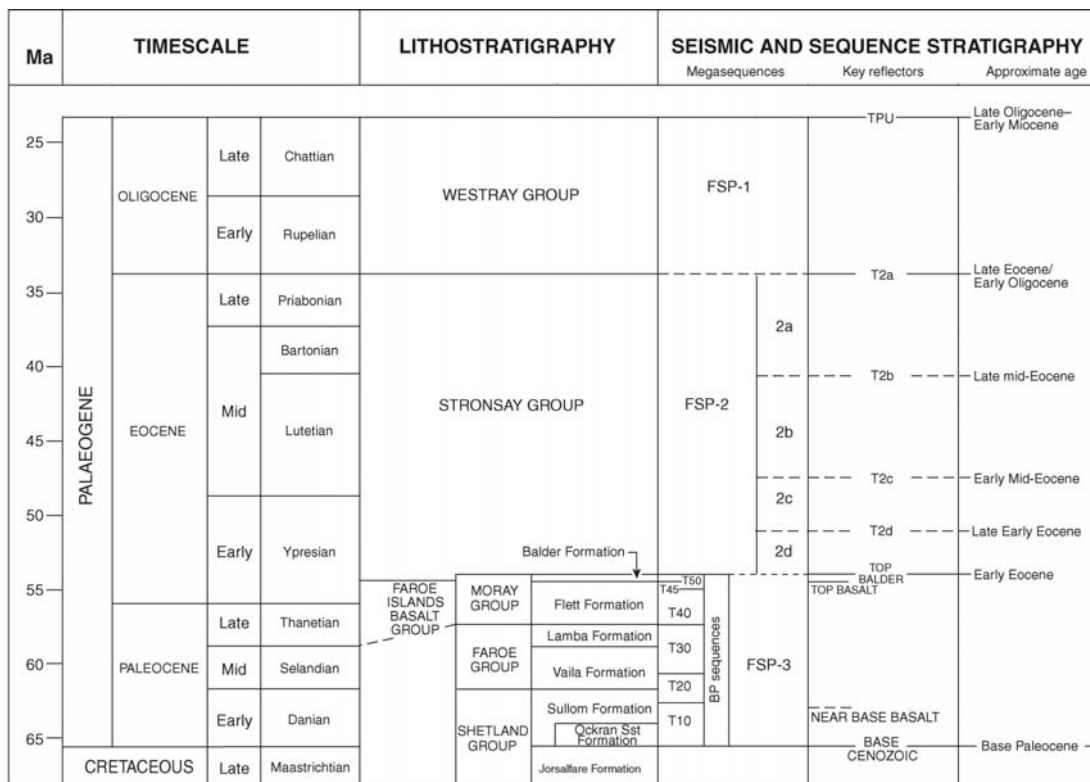 Ma
TIMESCALE
LITHOSTRATIGRAPHY
SEISMIC AND SEQUENCE STRATIGRAPHY
Megasequences
Key reflectors
Approximate age
25
30
35
40
45
50
55
60
65
PALAEOGENE
OLIGOCENE
EOCENE
PALEOCENE
CRETACEOUS
Late
Early
Late
Mid
Early
Late
Mid
Early
Late
Chattian
Rupelian
Priabonian
Bartonian
Lutetian
Ypresian
Thanetian
Selandian
Danian
Maastrichtian
WESTRAY GROUP
STRONSAY GROUP
Balder Formation
FAROE
ISLANDS
BASALT
GROUP
MORAY
GROUP
FAROE
GROUP
SHETLAND
GROUP
Flett Formation
Lamba Formation
Vaila Formation
Sullom Formation
Ockran Sst
Formation
Jorsalfare Formation
T50
T45
T40
T30
T20
T10
BP sequences
FSP-1
FSP-2
FSP-3
2a
2b
2c
2d
TPU
T2a
T2b
T2c
T2d
TOP
BALDER
TOP BASALT
NEAR BASE BASALT
BASE
CENOZOIC
Late Oligocene–
Early Miocene
Late Eocene/
Early Oligocene
Late mid-Eocene
Early Mid-Eocene
Late Early Eocene
Early Eocene
Base Paleocene